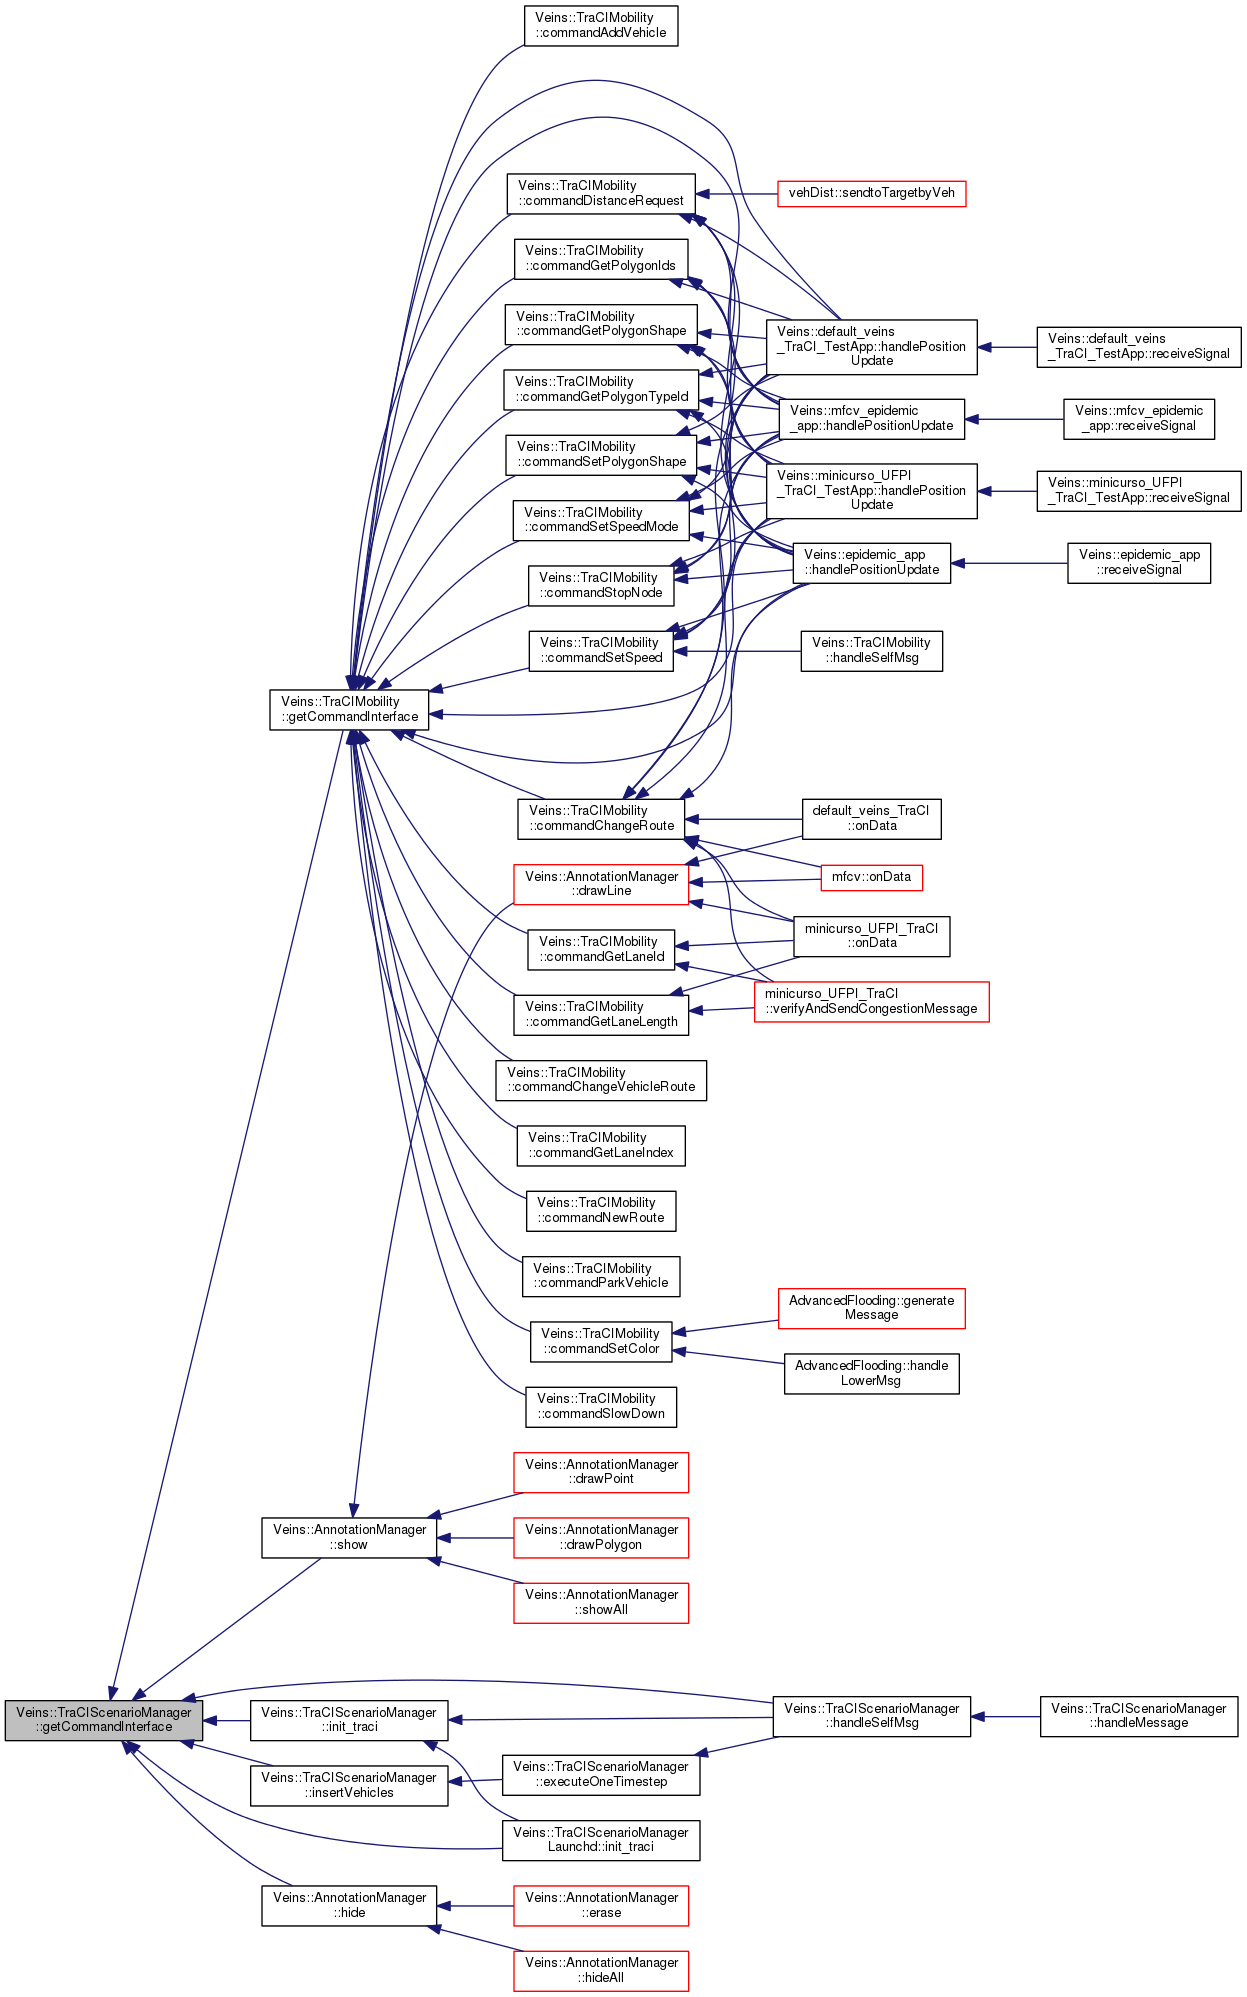 Veins::TraCIMobility
::commandAddVehicle
Veins::TraCIMobility
::commandDistanceRequest
vehDist::sendtoTargetbyVeh
Veins::TraCIMobility
::commandGetPolygonIds
Veins::TraCIMobility
::commandGetPolygonShape
Veins::default_veins
_TraCI_TestApp::handlePosition
Update
Veins::default_veins
_TraCI_TestApp::receiveSignal
Veins::TraCIMobility
::commandGetPolygonTypeId
Veins::mfcv_epidemic
_app::handlePositionUpdate
Veins::mfcv_epidemic
_app::receiveSignal
Veins::TraCIMobility
::commandSetPolygonShape
Veins::minicurso_UFPI
_TraCI_TestApp::handlePosition
Update
Veins::minicurso_UFPI
_TraCI_TestApp::receiveSignal
Veins::TraCIMobility
::commandSetSpeedMode
Veins::epidemic_app
::handlePositionUpdate
Veins::epidemic_app
::receiveSignal
Veins::TraCIMobility
::commandStopNode
Veins::TraCIMobility
::commandSetSpeed
Veins::TraCIMobility
::handleSelfMsg
Veins::TraCIMobility
::getCommandInterface
Veins::TraCIMobility
::commandChangeRoute
default_veins_TraCI
::onData
Veins::AnnotationManager
::drawLine
mfcv::onData
Veins::TraCIMobility
::commandGetLaneId
minicurso_UFPI_TraCI
::onData
Veins::TraCIMobility
::commandGetLaneLength
minicurso_UFPI_TraCI
::verifyAndSendCongestionMessage
Veins::TraCIMobility
::commandChangeVehicleRoute
Veins::TraCIMobility
::commandGetLaneIndex
Veins::TraCIMobility
::commandNewRoute
Veins::TraCIMobility
::commandParkVehicle
Veins::TraCIMobility
::commandSetColor
AdvancedFlooding::generate
Message
AdvancedFlooding::handle
LowerMsg
Veins::TraCIMobility
::commandSlowDown
Veins::AnnotationManager
::drawPoint
Veins::AnnotationManager
::show
Veins::AnnotationManager
::drawPolygon
Veins::AnnotationManager
::showAll
Veins::TraCIScenarioManager
::getCommandInterface
Veins::TraCIScenarioManager
::init_traci
Veins::TraCIScenarioManager
::handleSelfMsg
Veins::TraCIScenarioManager
::handleMessage
Veins::TraCIScenarioManager
::insertVehicles
Veins::TraCIScenarioManager
::executeOneTimestep
Veins::TraCIScenarioManager
Launchd::init_traci
Veins::AnnotationManager
::hide
Veins::AnnotationManager
::erase
Veins::AnnotationManager
::hideAll